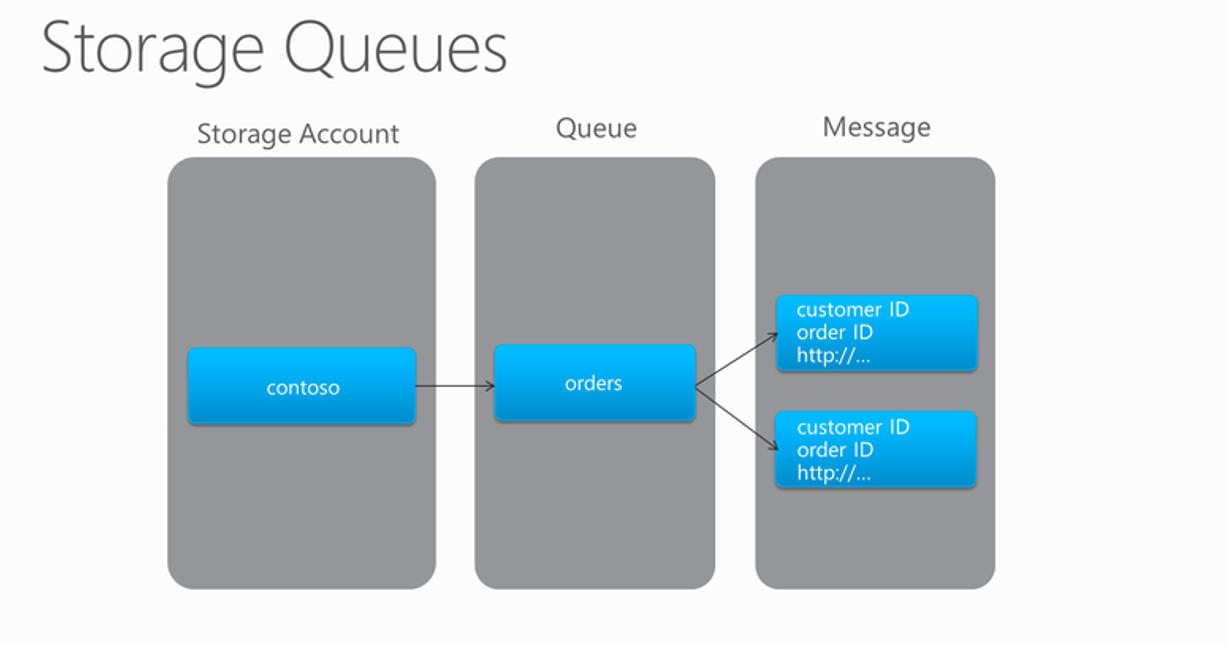 Storage Queues
Storage Account
Queue
Message
contoso
orders
customer ID
order ID
http://...
customer ID
order ID
http://...